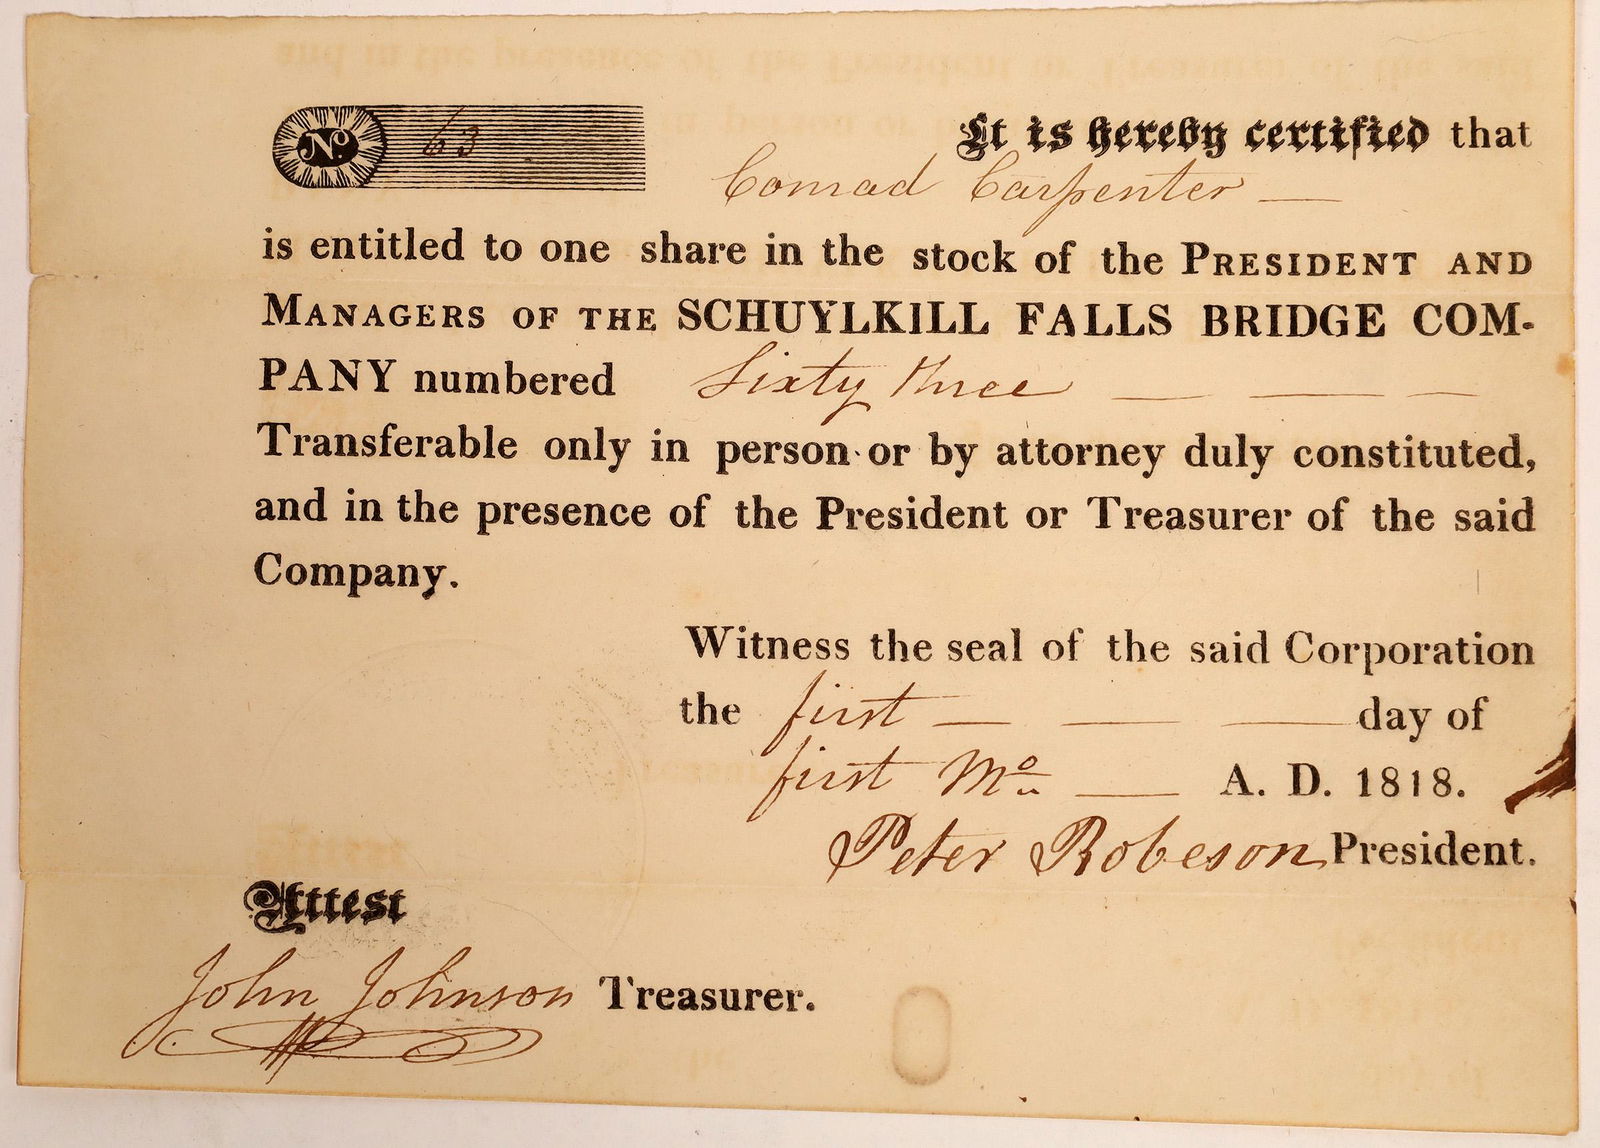 No. 63
It is hereby certified that
Conrad Carpenter —
is entitled to one share in the stock of the PRESIDENT AND
MANAGERS OF THE SCHUYLKILL FALLS BRIDGE COM-
PANY numbered Sixty three — — —
Transferable only in person or by attorney duly constituted,
and in the presence of the President or Treasurer of the said
Company.
Witness the seal of the said Corporation
the first — — — day of
first Mo — A. D. 1818.
Peter Robeson President.
Attest
John Johnson Treasurer.